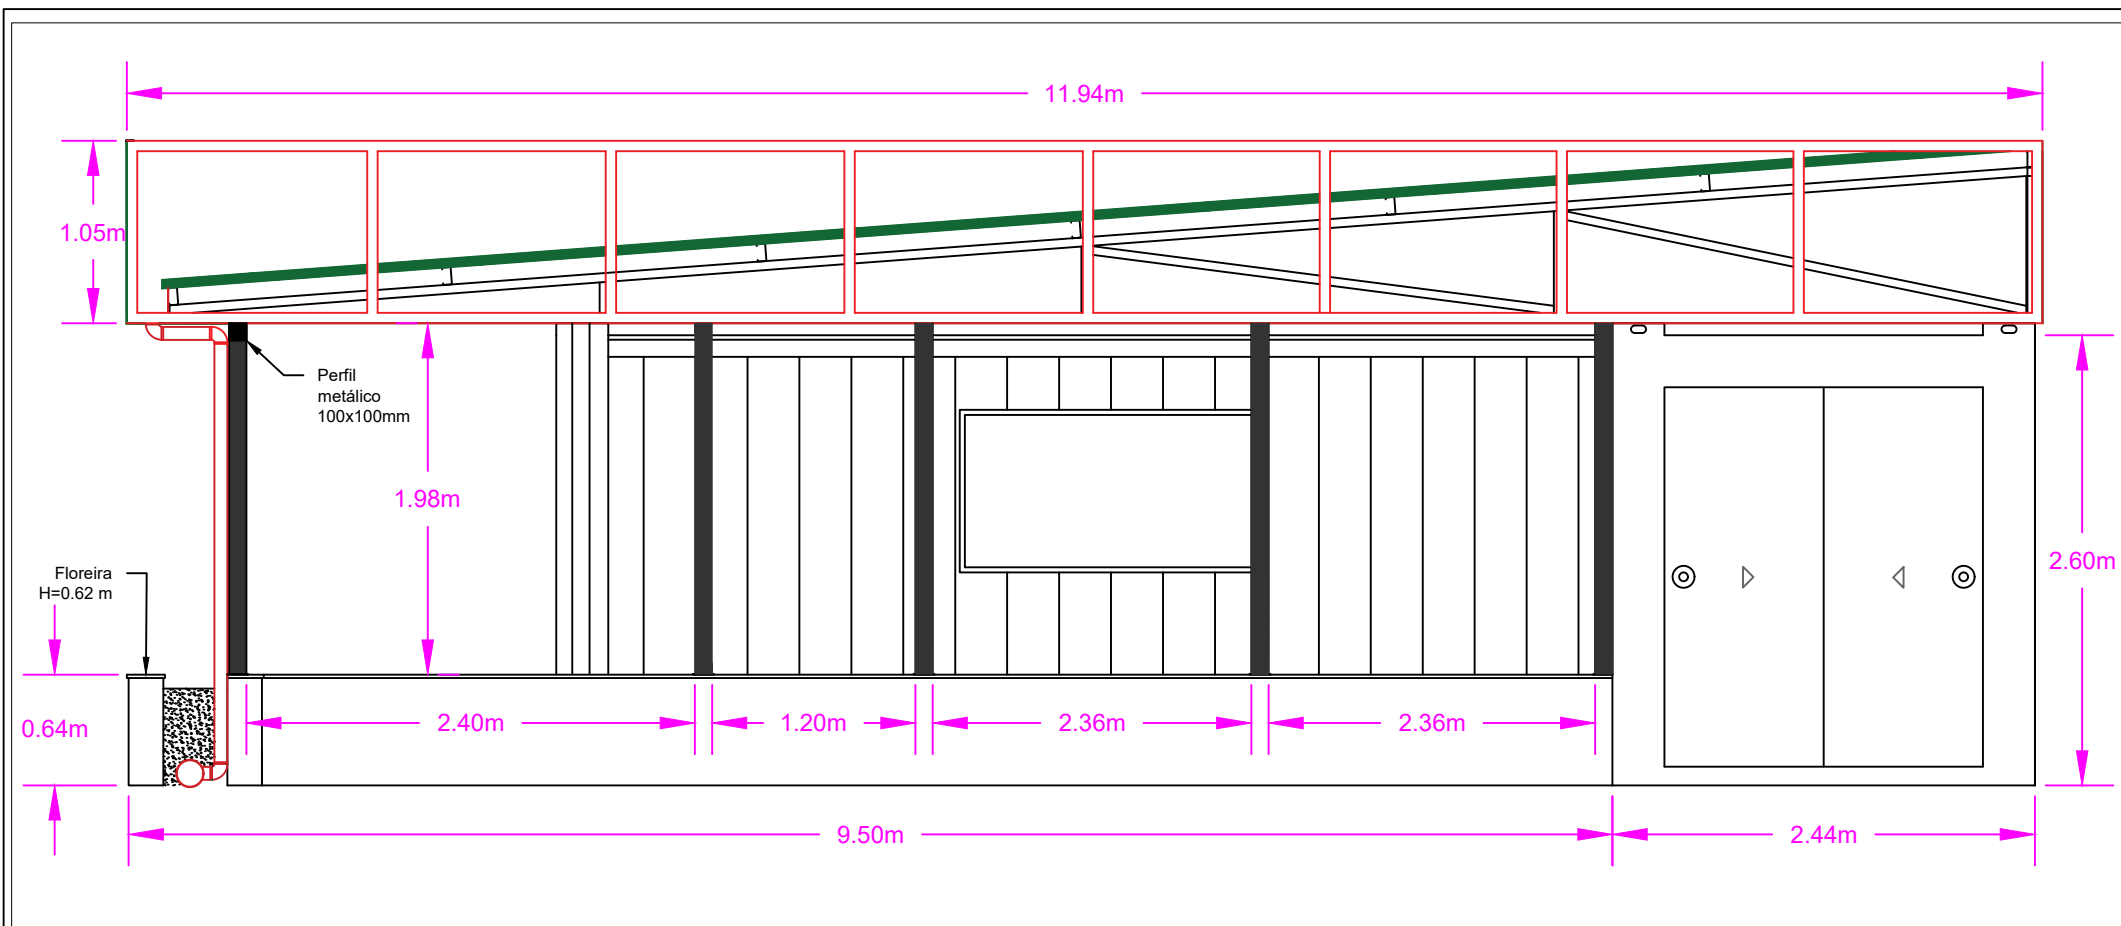 11.94m
1.05m
Perfil
metálico
100x100mm
1.98m
2.60m
Floreira
H=0.62 m
0.64m
2.40m
1.20m
2.36m
2.36m
9.50m
2.44m